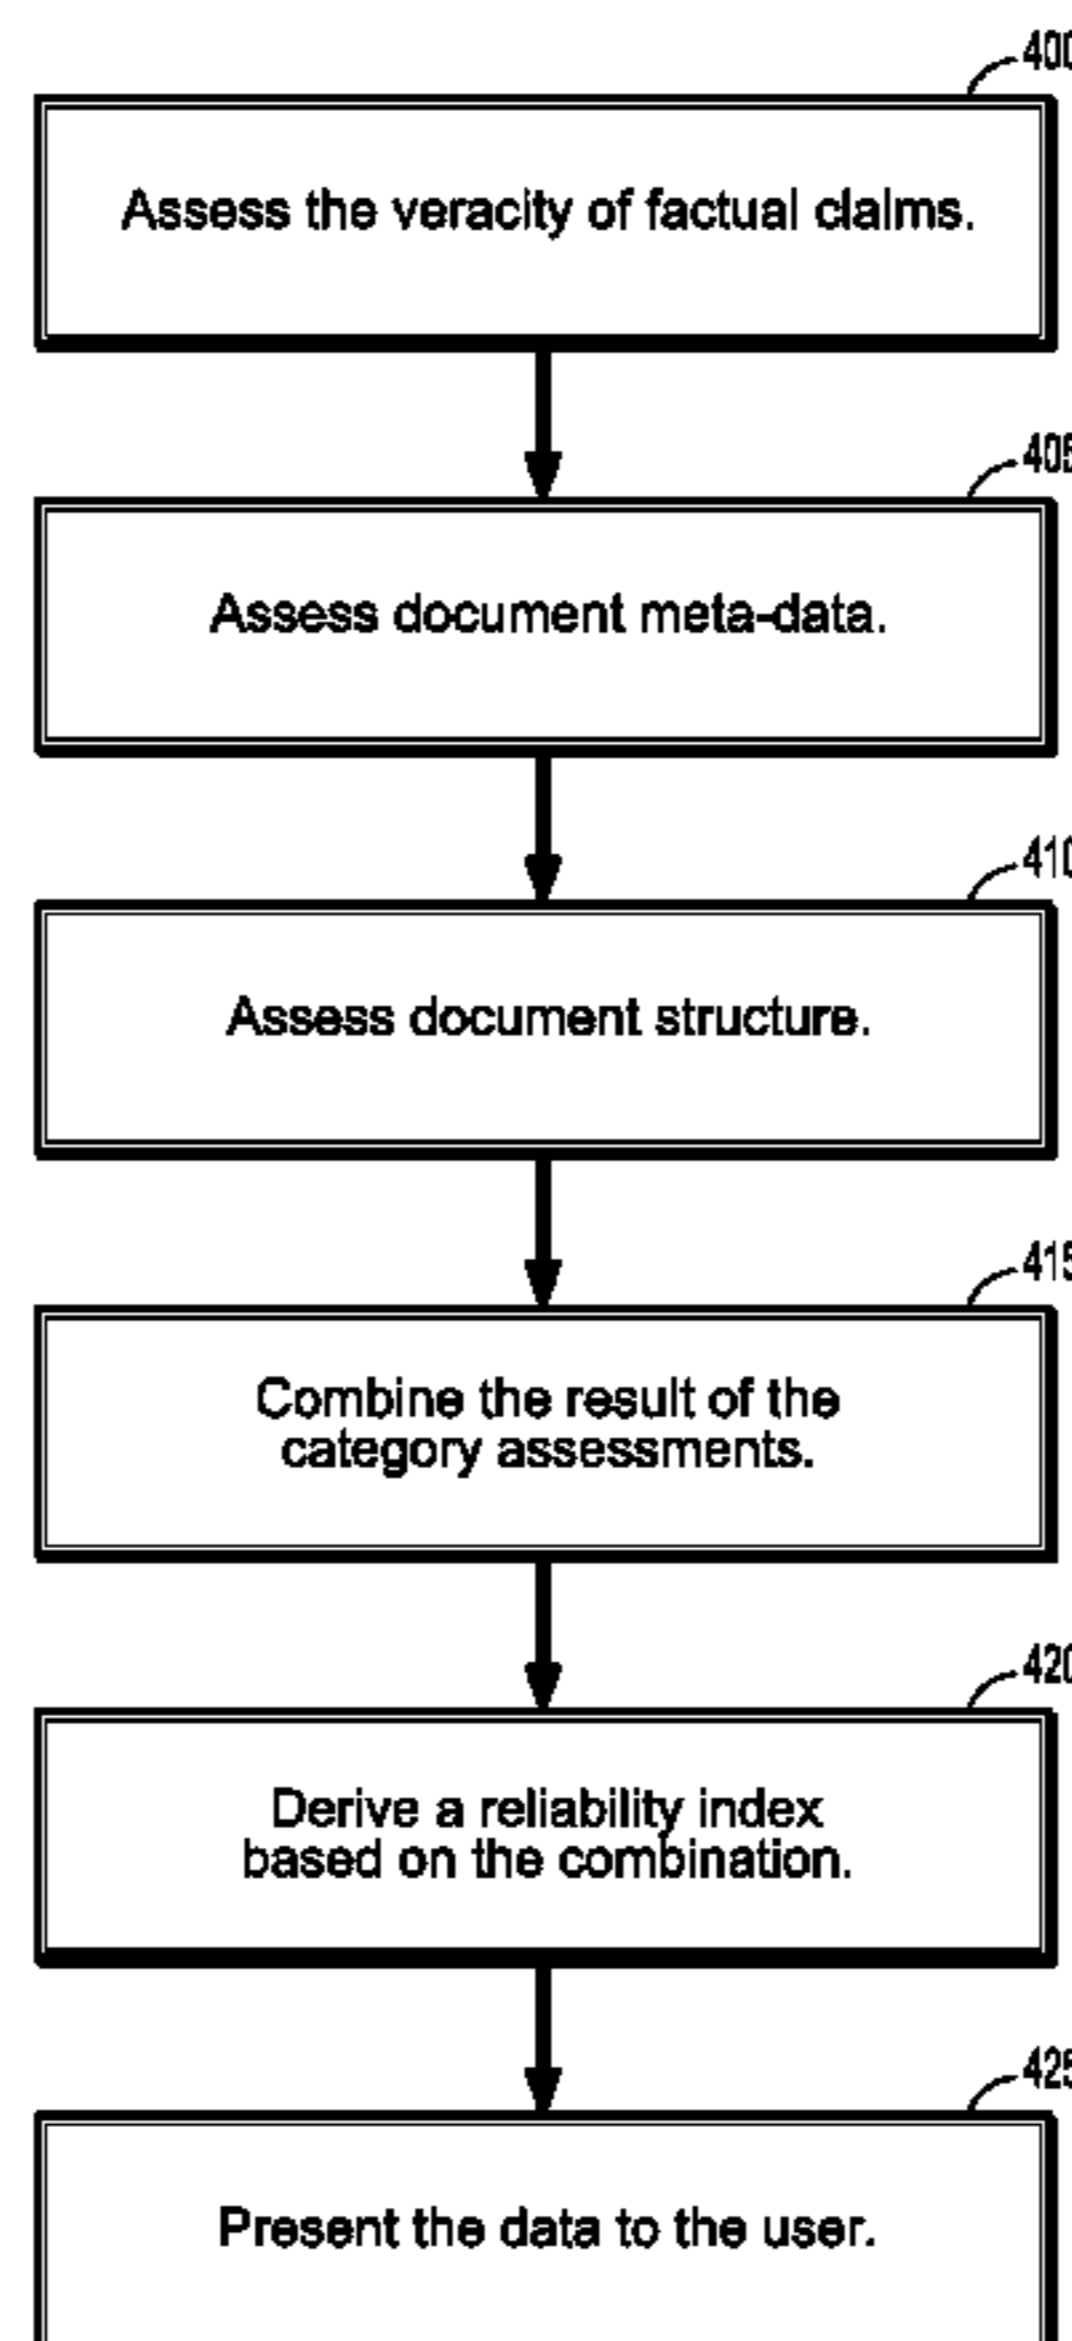 400
Assess the veracity of factual claims.
405
Assess document meta-data.
410
Assess document structure.
415
Combine the result of the
category assessments.
420
Derive a reliability index
based on the combination.
425
Present the data to the user.